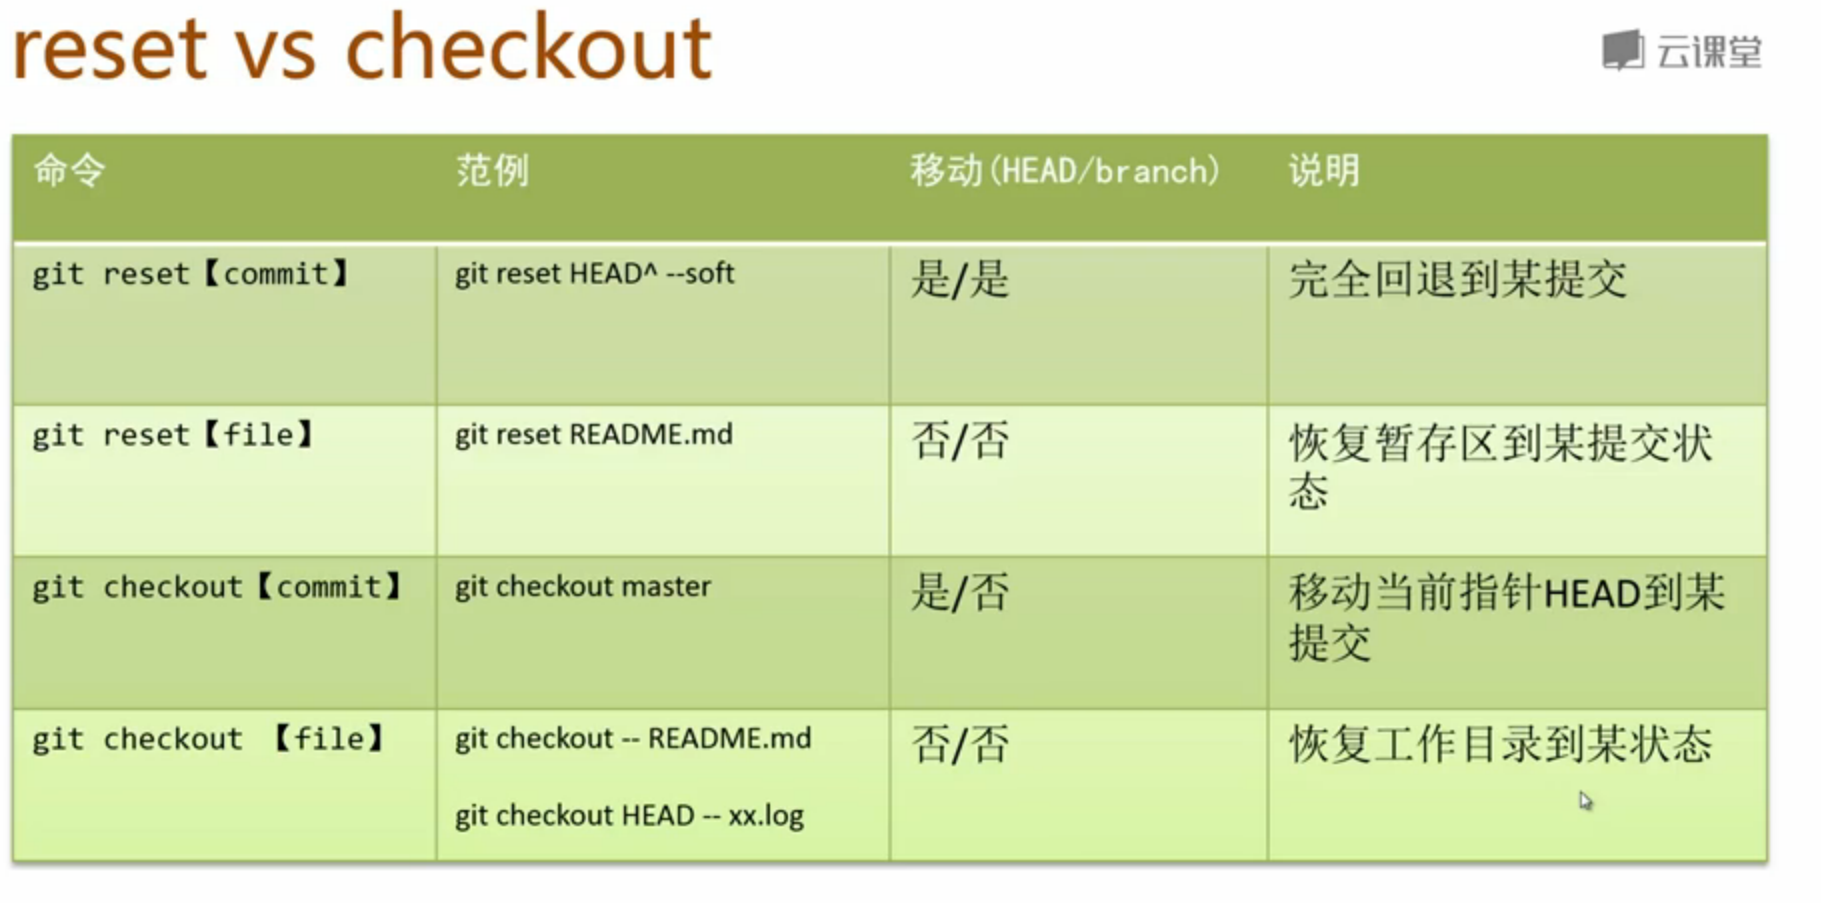 reset vs checkout
云课堂
命令 范例 移动(HEAD/branch) 说明
git reset【commit】 git reset HEAD^ --soft 是/是 完全回退到某提交
git reset【file】 git reset README.md 否/否 恢复暂存区到某提交状
态
git checkout【commit】 git checkout master 是/否 移动当前指针HEAD到某
提交
git checkout 【file】 git checkout -- README.md 否/否 恢复工作目录到某状态
git checkout HEAD -- xx.log